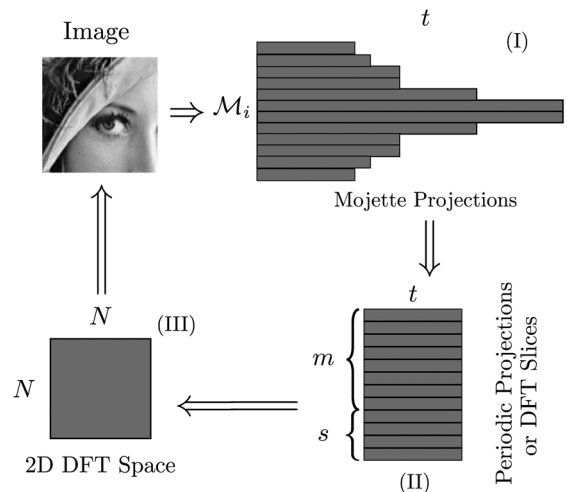 Image
t
(I)
ℳᵢ
Mojette Projections
t
m
s
Periodic Projections
or DFT Slices
(II)
N
(III)
N
2D DFT Space